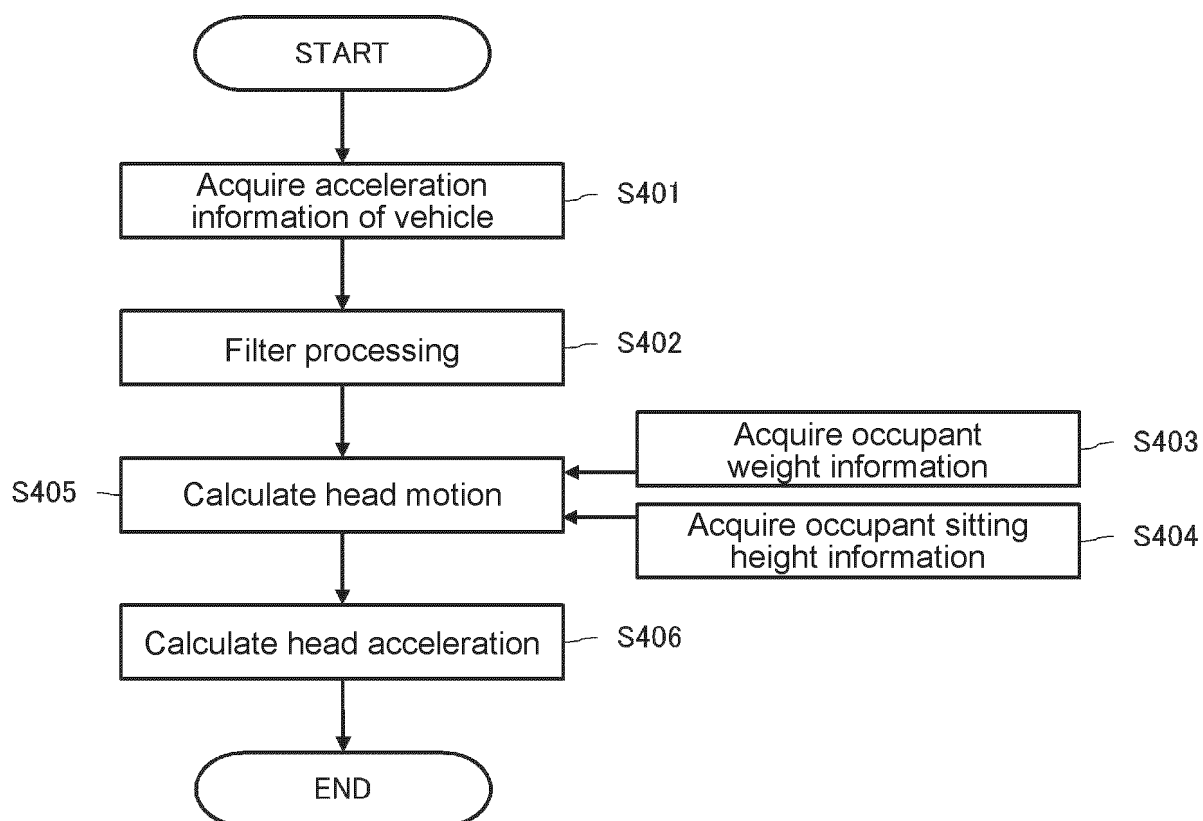 START
Acquire acceleration
information of vehicle
S401
Filter processing
S402
Acquire occupant
weight information
S403
S405
Calculate head motion
Acquire occupant sitting
height information
S404
Calculate head acceleration
S406
END